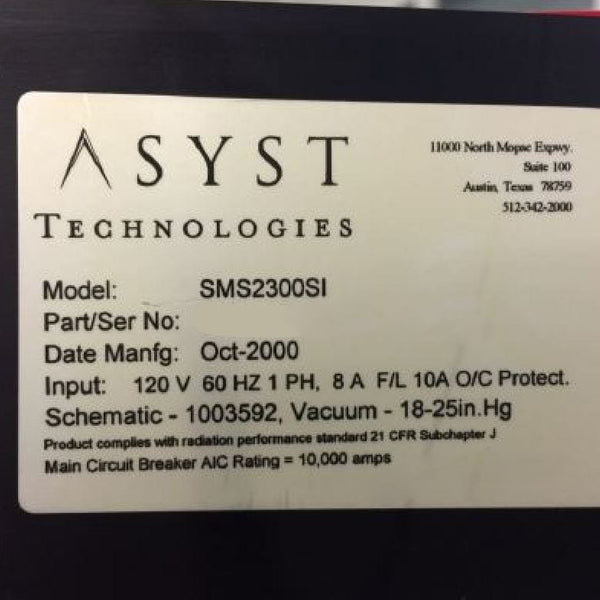 ASYST
TECHNOLOGIES
11000 North Mopac Expwy.
Suite 100
Austin, Texas 78759
512-342-2000
Model: SMS2300SI
Part/Ser No:
Date Manfg: Oct-2000
Input: 120 V 60 HZ 1 PH, 8 A F/L 10A O/C Protect.
Schematic - 1003592, Vacuum - 18-25in.Hg
Product complies with radiation performance standard 21 CFR Subchapter J
Main Circuit Breaker AIC Rating = 10,000 amps